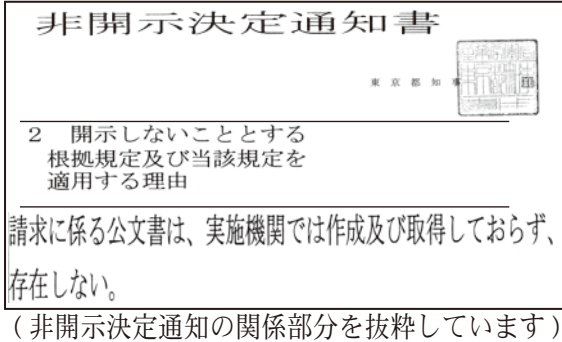 非開示決定通知書
東京都知事
2　開示しないこととする
根拠規定及び当該規定を
適用する理由
請求に係る公文書は、実施機関では作成及び取得しておらず、
存在しない。
(非開示決定通知の関係部分を抜粋しています)